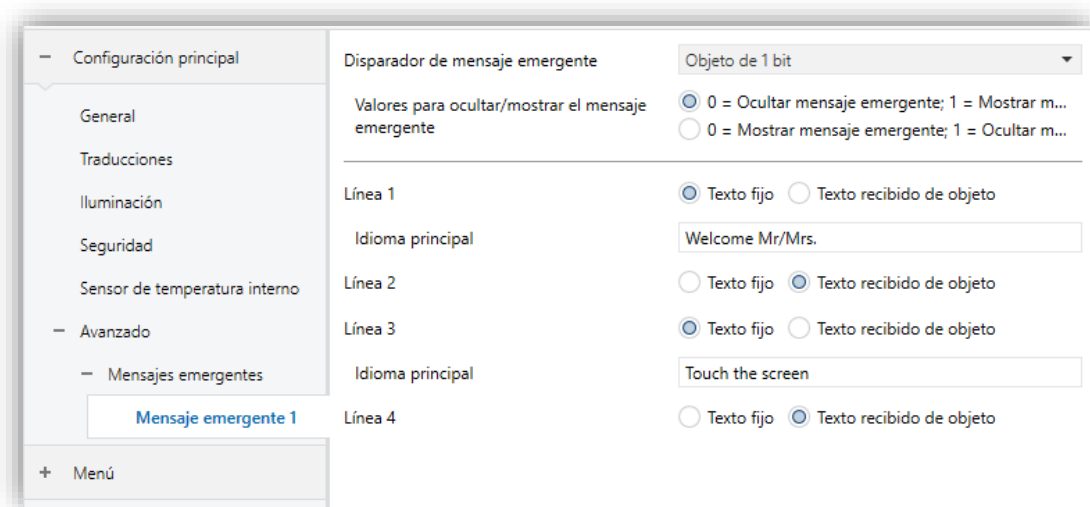 Configuración principal
General
Traducciones
Iluminación
Seguridad
Sensor de temperatura interno
Avanzado
Mensajes emergentes
Mensaje emergente 1
Menú
Disparador de mensaje emergente
Objeto de 1 bit
Valores para ocultar/mostrar el mensaje
emergente
0 = Ocultar mensaje emergente; 1 = Mostrar m...
0 = Mostrar mensaje emergente; 1 = Ocultar m...
Línea 1
Texto fijo Texto recibido de objeto
Idioma principal
Welcome Mr/Mrs.
Línea 2
Texto fijo Texto recibido de objeto
Línea 3
Texto fijo Texto recibido de objeto
Idioma principal
Touch the screen
Línea 4
Texto fijo Texto recibido de objeto